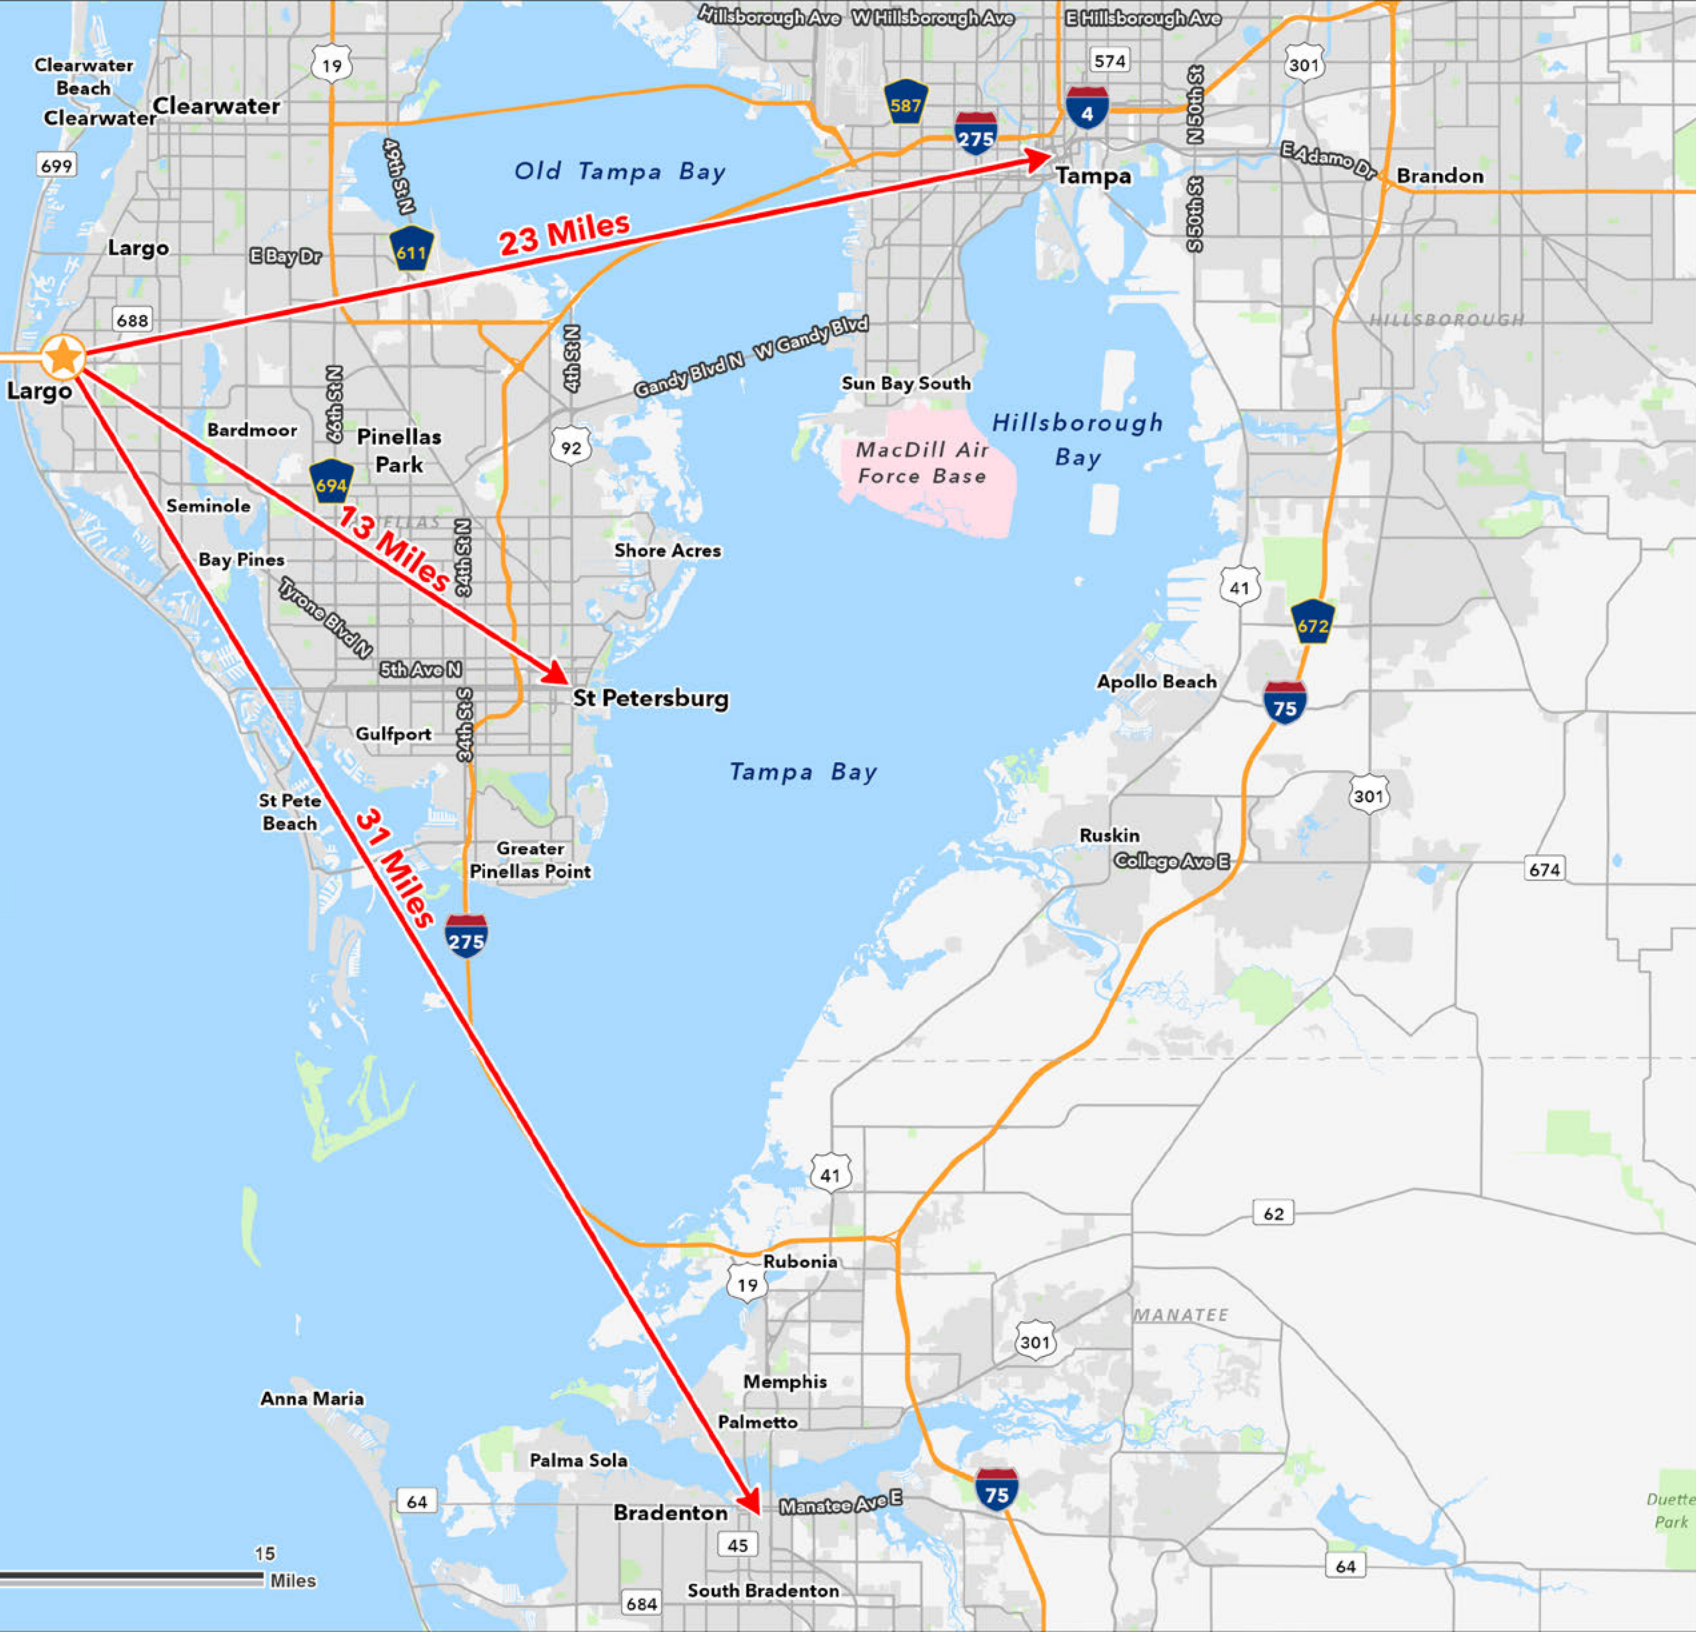 Hillsborough Ave
W Hillsborough Ave
E Hillsborough Ave
Clearwater
Beach
19
574
301
Clearwater
Clearwater
587
4
N 50th St
275
699
49th St N
Old Tampa Bay
E Adamo Dr
Tampa
Brandon
S 50th St
23 Miles
Largo
E Bay Dr
611
688
HILLSBOROUGH
4th St N
Gandy Blvd N
W Gandy Blvd
Largo
66th St N
Sun Bay South
Bardmoor
Pinellas
Park
92
Hillsborough
Bay
MacDill Air
Force Base
694
Seminole
13 Miles
ELLAS
34th St N
Shore Acres
Bay Pines
41
Tyrone Blvd N
672
5th Ave N
St Petersburg
Apollo Beach
75
34th St S
Gulfport
Tampa Bay
St Pete
Beach
301
31 Miles
Ruskin
Greater
Pinellas Point
College Ave E
674
275
41
62
Rubonia
19
MANATEE
301
Memphis
Anna Maria
Palmetto
Palma Sola
64
Bradenton
Manatee Ave E
75
Duette
Park
45
15
Miles
64
South Bradenton
684